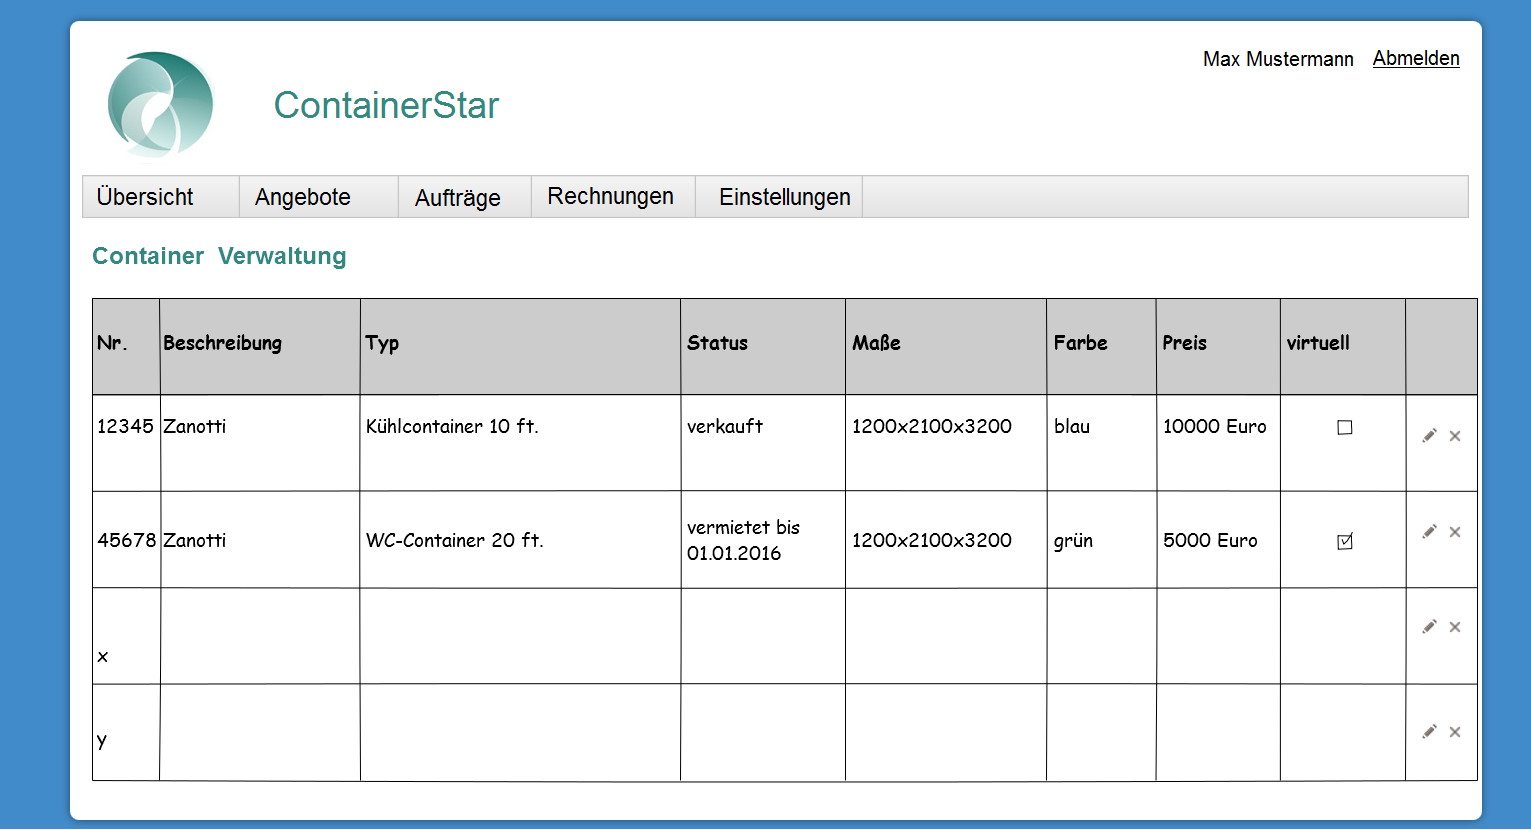 Max Mustermann Abmelden
ContainerStar
Übersicht Angebote Aufträge Rechnungen Einstellungen
Container Verwaltung
Nr. Beschreibung Typ Status Maße Farbe Preis virtuell
12345 Zanotti Kühlcontainer 10 ft. verkauft 1200x2100x3200 blau 10000 Euro
45678 Zanotti WC-Container 20 ft. vermietet bis 1200x2100x3200 grün 5000 Euro
01.01.2016
x
y